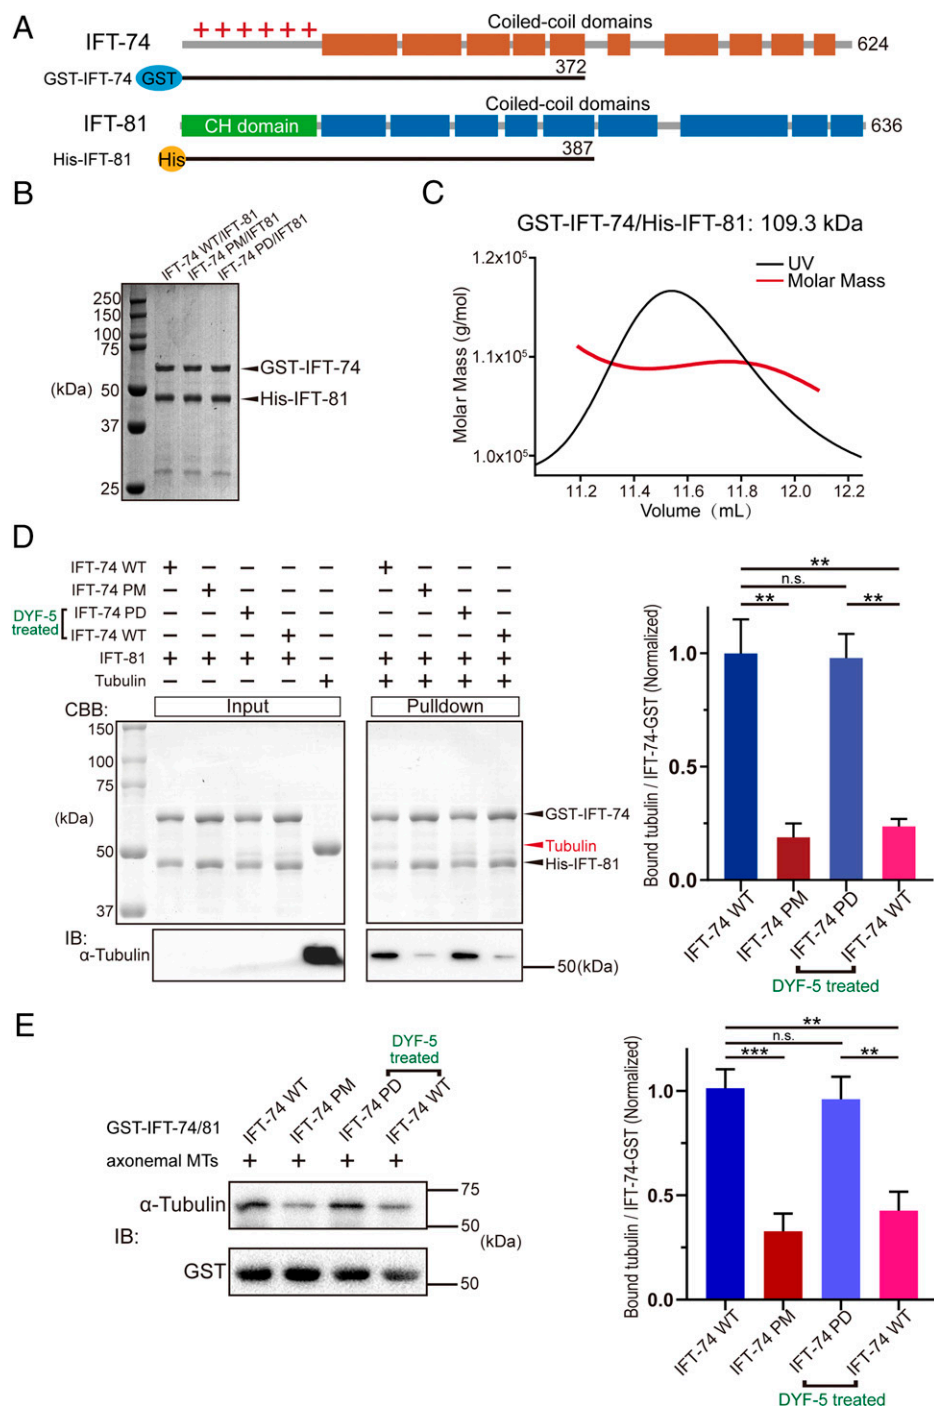 A
+ + + + + +
Coiled-coil domains
IFT-74
624
GST-IFT-74 GST
372
Coiled-coil domains
IFT-81 CH domain
636
His-IFT-81 His
387
B
IFT-74 WT/IFT-81
IFT-74 PM/IFT81
IFT-74 PD/IFT81
250
150
100
75
(kDa) 50
37
25
GST-IFT-74
His-IFT-81
C
GST-IFT-74/His-IFT-81: 109.3 kDa
UV
Molar Mass
Molar Mass (g/mol)
1.2x10⁵
1.1x10⁵
1.0x10⁵
11.2 11.4 11.6 11.8 12.0 12.2
Volume (mL)
D
IFT-74 WT + − − − − + − − −
IFT-74 PM − + − − − − + − −
DYF-5 treated
IFT-74 PD − − + − − − − + −
IFT-74 WT − − − + − − − − +
IFT-81 + + + + − + + + +
Tubulin − − − − + + + + +
CBB:
Input
Pulldown
150
100
75
(kDa)
50
37
GST-IFT-74
Tubulin
His-IFT-81
IB:
α-Tubulin
50(kDa)
Bound tubulin / IFT-74-GST (Normalized)
1.0
0.5
0.0
**
n.s.
** **
IFT-74 WT
IFT-74 PM
IFT-74 PD
IFT-74 WT
DYF-5 treated
E
DYF-5
treated
GST-IFT-74/81
IFT-74 WT
IFT-74 PM
IFT-74 PD
IFT-74 WT
axonemal MTs + + + +
α-Tubulin
75
50
IB:
(kDa)
GST
50
Bound tubulin / IFT-74-GST (Normalized)
1.0
0.5
0.0
**
n.s.
*** **
IFT-74 WT
IFT-74 PM
IFT-74 PD
IFT-74 WT
DYF-5 treated